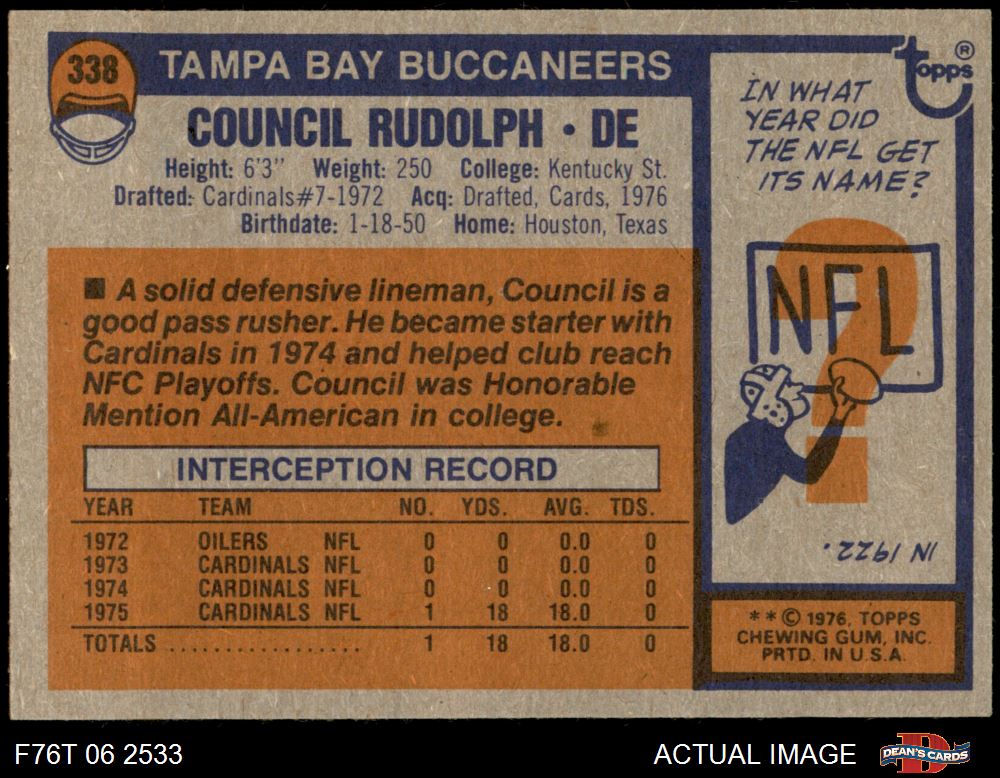 338
TAMPA BAY BUCCANEERS
COUNCIL RUDOLPH • DE
Height: 6'3" Weight: 250 College: Kentucky St.
Drafted: Cardinals#7-1972 Acq: Drafted, Cards, 1976
Birthdate: 1-18-50 Home: Houston, Texas
■ A solid defensive lineman, Council is a
good pass rusher. He became starter with
Cardinals in 1974 and helped club reach
NFC Playoffs. Council was Honorable
Mention All-American in college.
INTERCEPTION RECORD
YEAR TEAM NO. YDS. AVG. TDS.
1972 OILERS NFL 0 0 0.0 0
1973 CARDINALS NFL 0 0 0.0 0
1974 CARDINALS NFL 0 0 0.0 0
1975 CARDINALS NFL 1 18 18.0 0
TOTALS ................. 1 18 18.0 0
Topps ®
IN WHAT
YEAR DID
THE NFL GET
ITS NAME?
?
NFL
IN 1922.
* * © 1976, TOPPS
CHEWING GUM, INC.
PRTD. IN U.S.A.
F76T 06 2533
ACTUAL IMAGE
D
DEAN'S CARDS